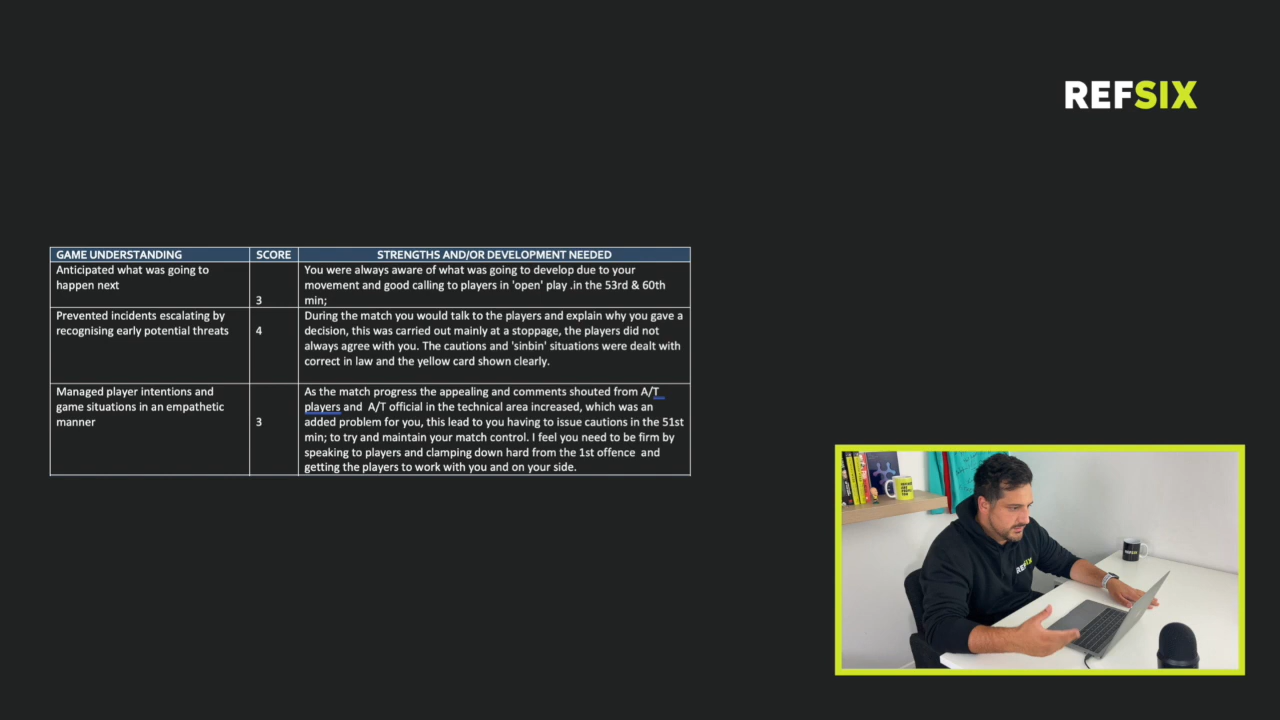 REFSIX
GAME UNDERSTANDING SCORE STRENGTHS AND/OR DEVELOPMENT NEEDED
Anticipated what was going to
happen next
3
You were always aware of what was going to develop due to your
movement and good calling to players in 'open' play .in the 53rd & 60th
min;
Prevented incidents escalating by
recognising early potential threats
4
During the match you would talk to the players and explain why you gave a
decision, this was carried out mainly at a stoppage, the players did not
always agree with you. The cautions and 'sinbin' situations were dealt with
correct in law and the yellow card shown clearly.
Managed player intentions and
game situations in an empathetic
manner
3
As the match progress the appealing and comments shouted from A/T
players and A/T official in the technical area increased, which was an
added problem for you, this lead to you having to issue cautions in the 51st
min; to try and maintain your match control. I feel you need to be firm by
speaking to players and clamping down hard from the 1st offence and
getting the players to work with you and on your side.
REFSIX